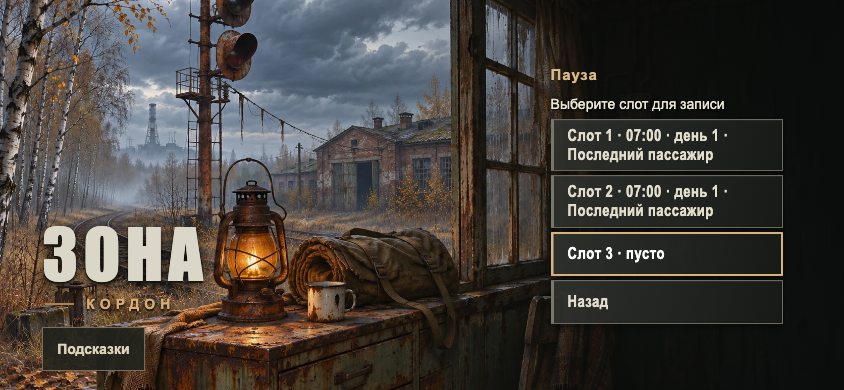 ЗОНА
КОРДОН
Подсказки
Пауза
Выберите слот для записи
Слот 1 · 07:00 · день 1 ·
Последний пассажир
Слот 2 · 07:00 · день 1 ·
Последний пассажир
Слот 3 · пусто
Назад